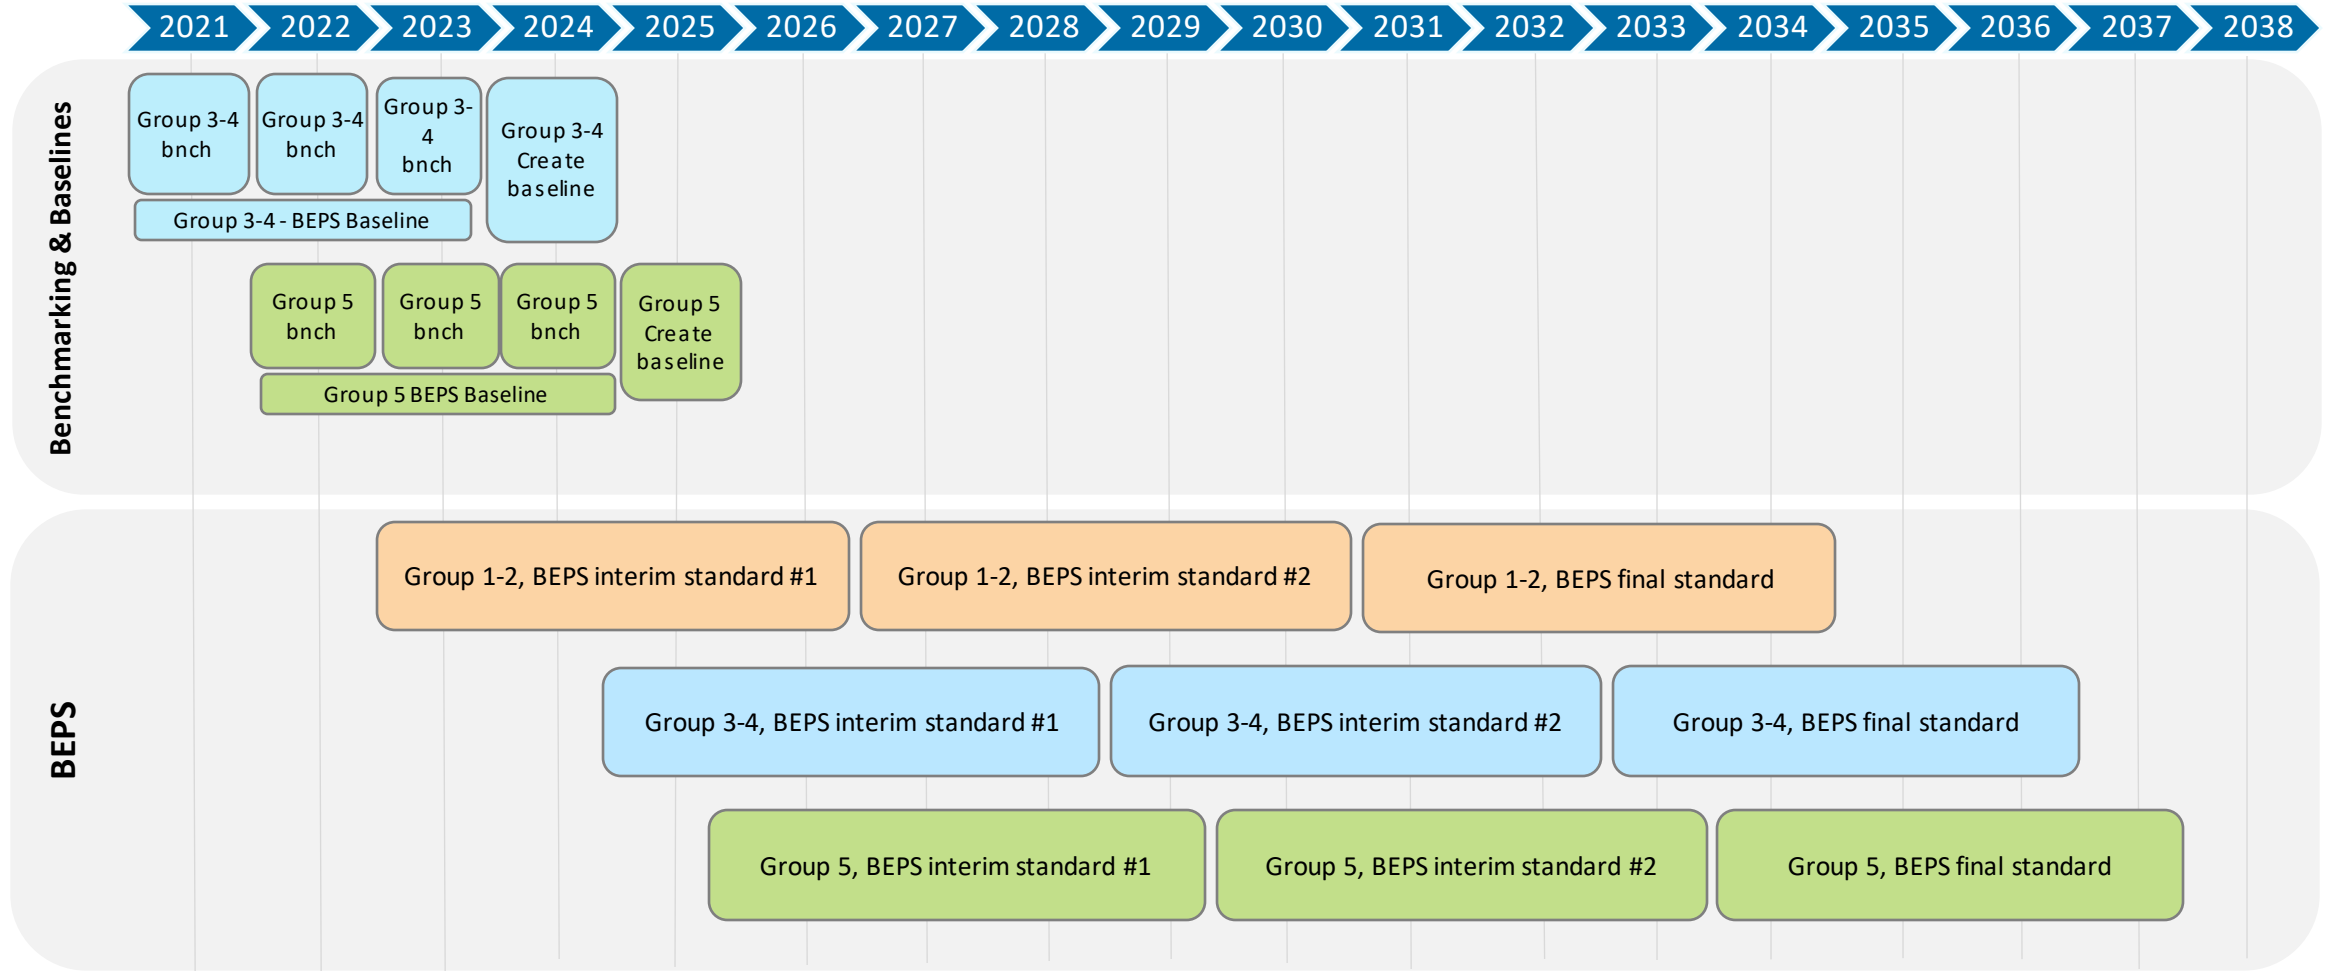 2021 2022 2023 2024 2025 2026 2027 2028 2029 2030 2031 2032 2033 2034 2035 2036 2037 2038
Benchmarking & Baselines
Group 3-4
bnch
Group 3-4
bnch
Group 3-
4
bnch
Group 3-4
Create
baseline
Group 3-4 - BEPS Baseline
Group 5
bnch
Group 5
bnch
Group 5
bnch
Group 5
Create
baseline
Group 5 BEPS Baseline
BEPS
Group 1-2, BEPS interim standard #1
Group 1-2, BEPS interim standard #2
Group 1-2, BEPS final standard
Group 3-4, BEPS interim standard #1
Group 3-4, BEPS interim standard #2
Group 3-4, BEPS final standard
Group 5, BEPS interim standard #1
Group 5, BEPS interim standard #2
Group 5, BEPS final standard